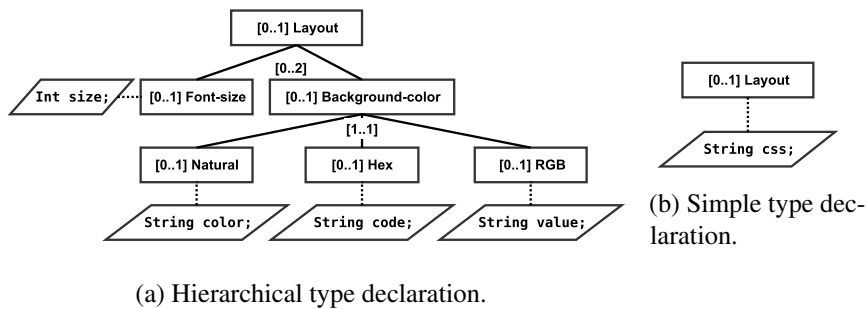 [0..1] Layout
[0..2]
Int size;
[0..1] Font-size
[0..1] Background-color
[1..1]
[0..1] Natural
[0..1] Hex
[0..1] RGB
String color;
String code;
String value;
(a) Hierarchical type declaration.
[0..1] Layout
String css;
(b) Simple type dec-
laration.